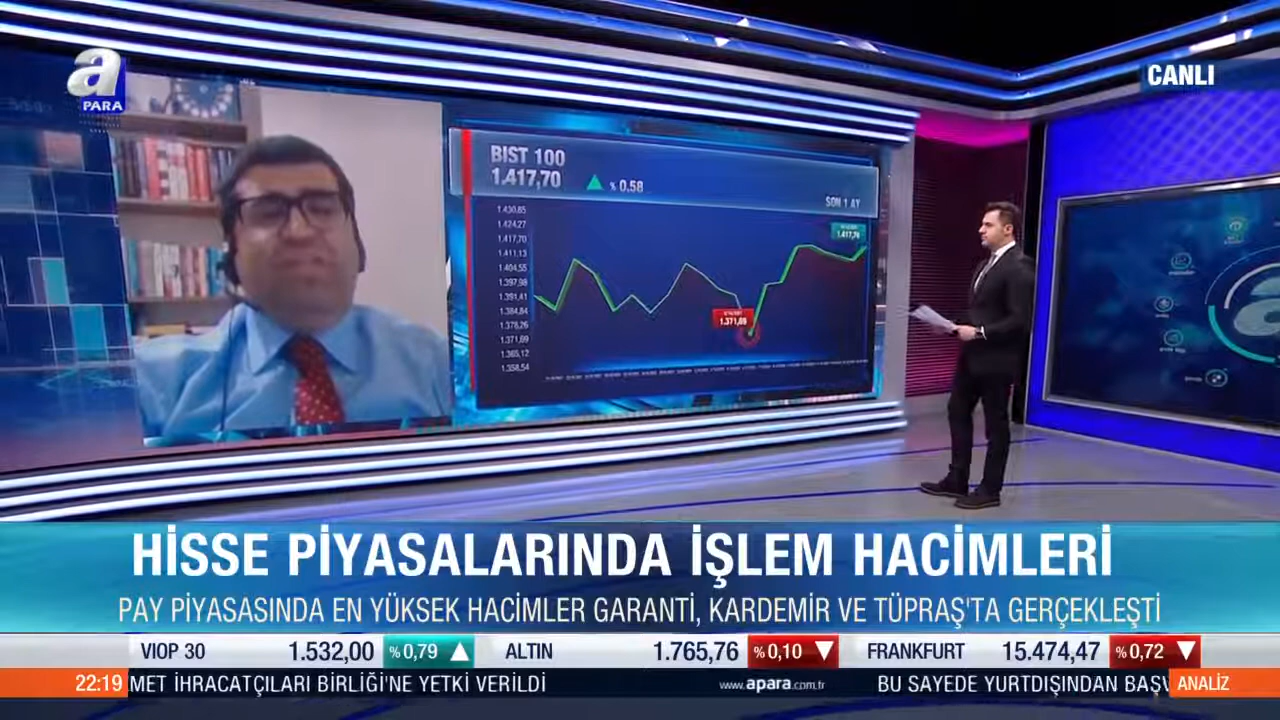 a
PARA
CANLI
BIST 100
1.417,70 ▲ % 0.58
SON 1 AY
1.430,85
1.424,27
1.417,70
1.411,13
1.404,55
1.397,98
1.391,41
1.384,84
1.378,26
1.371,69
1.365,12
1.358,54
1.417,70
1.371,69
HİSSE PİYASALARINDA İŞLEM HACİMLERİ
PAY PİYASASINDA EN YÜKSEK HACİMLER GARANTİ, KARDEMİR VE TÜPRAŞ'TA GERÇEKLEŞTİ
VIOP 30 1.532,00 %0,79 ▲ ALTIN 1.765,76 %0,10 ▼ FRANKFURT 15.474,47 %0,72 ▼
22:19 MET İHRACATÇILARI BİRLİĞİ'NE YETKİ VERİLDİ www.apara.com.tr BU SAYEDE YURTDIŞINDAN BAŞV ANALİZ